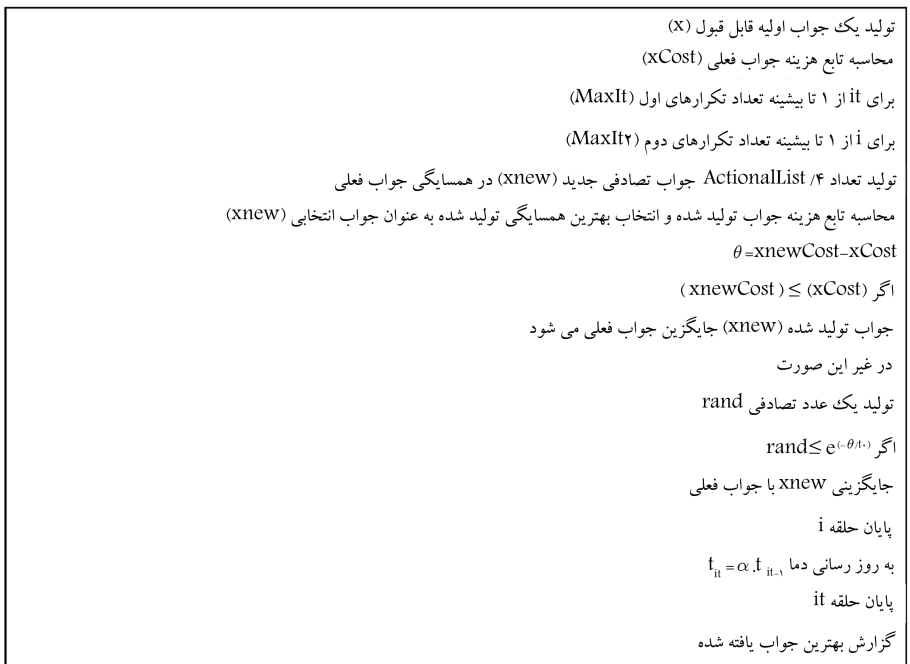 تولید یک جواب اولیه قابل قبول (x)
محاسبه تابع هزینه جواب فعلی (xCost)
برای it از ۱ تا بیشینه تعداد تکرارهای اول (MaxIt)
برای i از ۱ تا بیشینه تعداد تکرارهای دوم (MaxIt۲)
تولید تعداد ActionalList /۴ جواب تصادفی جدید (xnew) در همسایگی جواب فعلی
محاسبه تابع هزینه جواب تولید شده و انتخاب بهترین همسایگی تولید شده به عنوان جواب انتخابی (xnew)
θ=xnewCost-xCost
اگر (xnewCost) ≤ (xCost)
جواب تولید شده (xnew) جایگزین جواب فعلی می شود
در غیر این صورت
تولید یک عدد تصادفی rand
اگر rand≤ e^(-θ/t۰)
جایگزینی xnew با جواب فعلی
پایان حلقه i
به روز رسانی دما t_it = α.t_it-۱
پایان حلقه it
گزارش بهترین جواب یافته شده